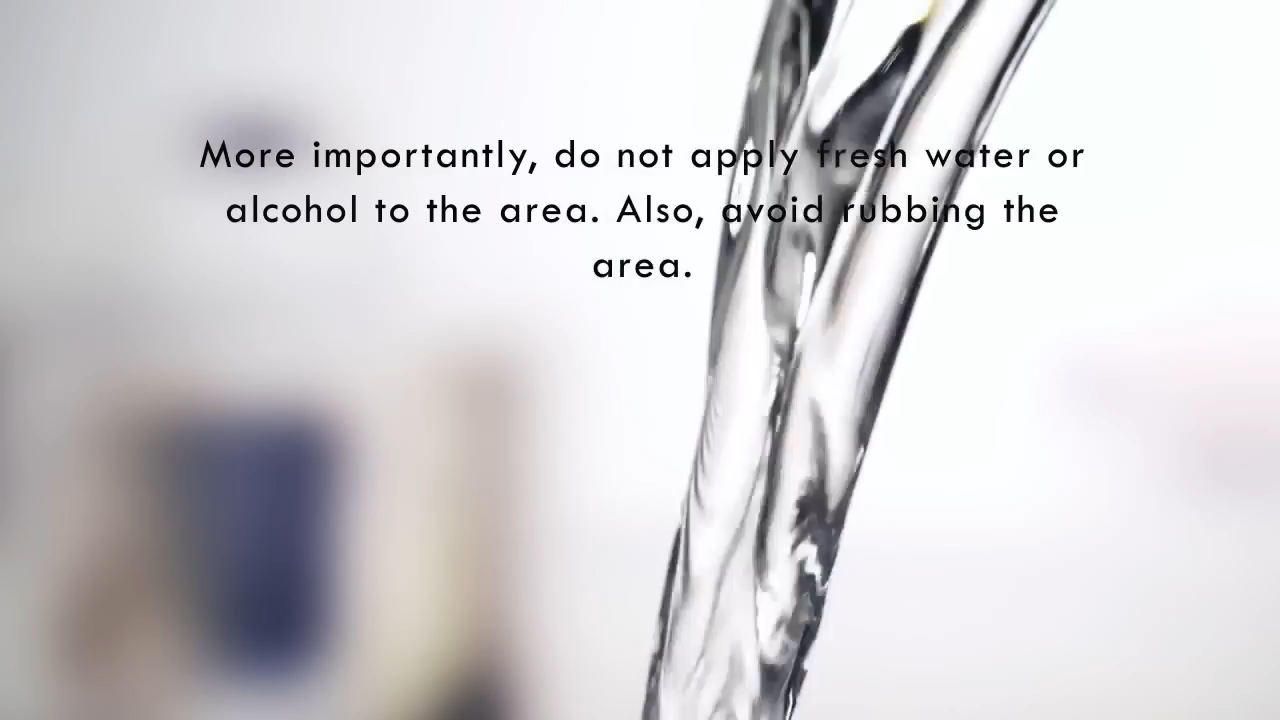 More importantly, do not apply fresh water or
alcohol to the area. Also, avoid rubbing the
area.